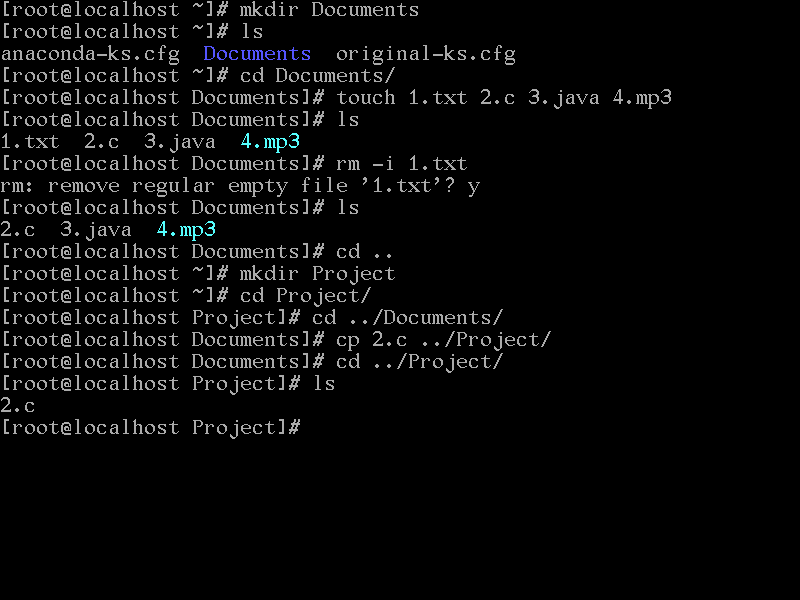 [root@localhost ~]# mkdir Documents
[root@localhost ~]# ls
anaconda-ks.cfg  Documents  original-ks.cfg
[root@localhost ~]# cd Documents/
[root@localhost Documents]# touch 1.txt 2.c 3.java 4.mp3
[root@localhost Documents]# ls
1.txt  2.c  3.java  4.mp3
[root@localhost Documents]# rm -i 1.txt
rm: remove regular empty file '1.txt'? y
[root@localhost Documents]# ls
2.c  3.java  4.mp3
[root@localhost Documents]# cd ..
[root@localhost ~]# mkdir Project
[root@localhost ~]# cd Project/
[root@localhost Project]# cd ../Documents/
[root@localhost Documents]# cp 2.c ../Project/
[root@localhost Documents]# cd ../Project/
[root@localhost Project]# ls
2.c
[root@localhost Project]#